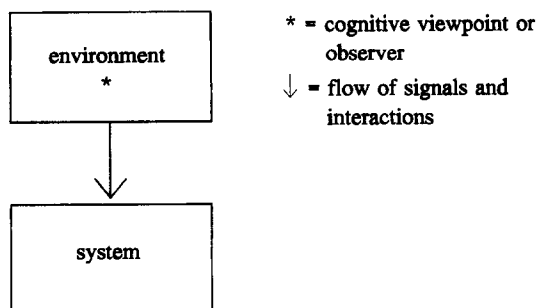 environment
*
system
* = cognitive viewpoint or
observer
↓ = flow of signals and
interactions